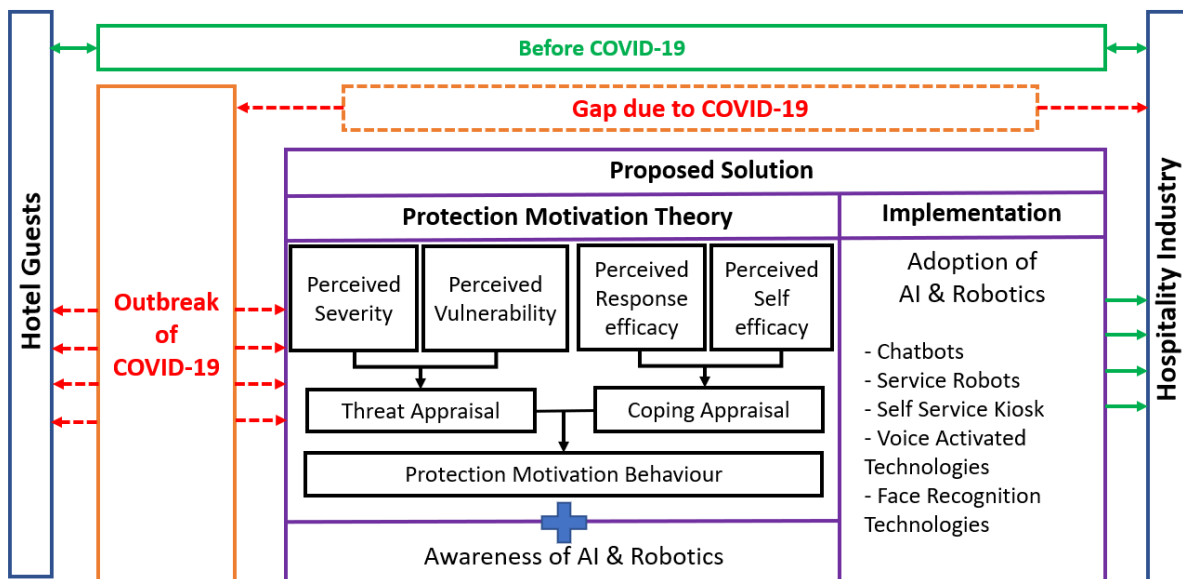 Hotel Guests
Before COVID-19
Gap due to COVID-19
Outbreak
of
COVID-19
Proposed Solution
Protection Motivation Theory
Perceived
Severity
Perceived
Vulnerability
Perceived
Response
efficacy
Perceived
Self
efficacy
Threat Appraisal
Coping Appraisal
Protection Motivation Behaviour
Awareness of AI & Robotics
Implementation
Adoption of
AI & Robotics
- Chatbots
- Service Robots
- Self Service Kiosk
- Voice Activated
Technologies
- Face Recognition
Technologies
Hospitality Industry